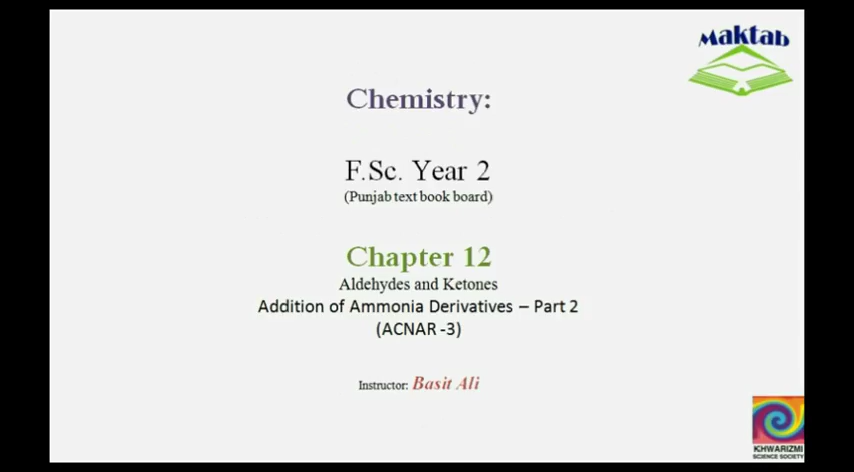 Maktab
Chemistry:
F.Sc. Year 2
(Punjab text book board)
Chapter 12
Aldehydes and Ketones
Addition of Ammonia Derivatives – Part 2
(ACNAR -3)
Instructor: Basit Ali
KHWARIZMI
SCIENCE SOCIETY